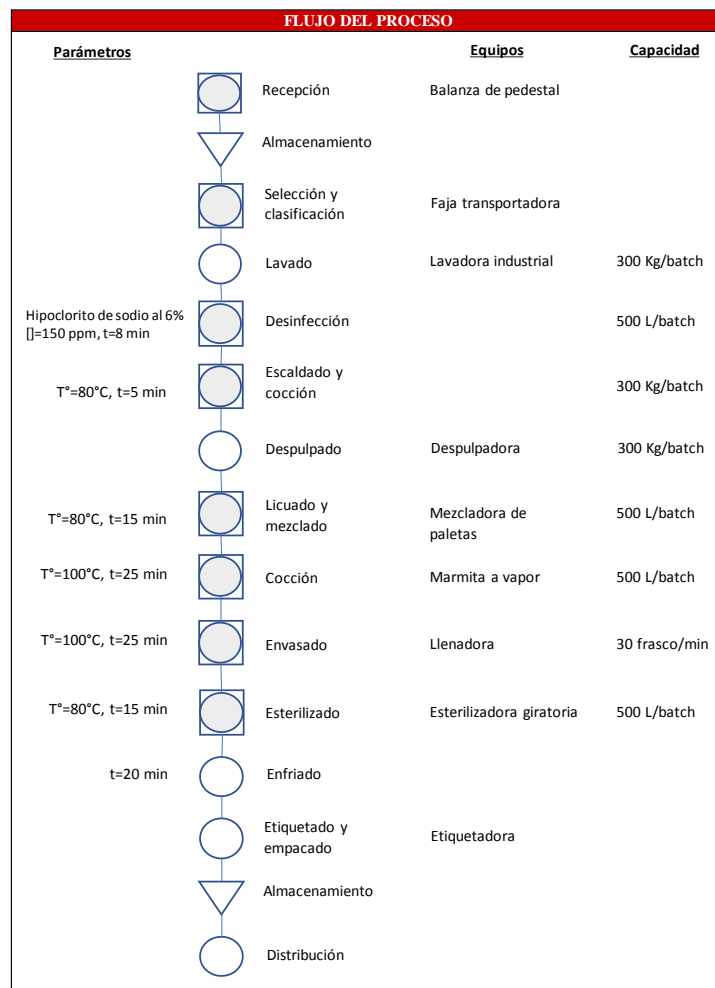 FLUJO DEL PROCESO
Parámetros
Equipos
Capacidad
Recepción
Balanza de pedestal
Almacenamiento
Selección y
clasificación
Faja transportadora
Lavado
Lavadora industrial
300 Kg/batch
Hipoclorito de sodio al 6%
[]=150 ppm, t=8 min
Desinfección
500 L/batch
T°=80°C, t=5 min
Escaldado y
cocción
300 Kg/batch
Despulpado
Despulpadora
300 Kg/batch
T°=80°C, t=15 min
Licuado y
mezclado
Mezcladora de
paletas
500 L/batch
T°=100°C, t=25 min
Cocción
Marmita a vapor
500 L/batch
T°=100°C, t=25 min
Envasado
Llenadora
30 frasco/min
T°=80°C, t=15 min
Esterilizado
Esterilizadora giratoria
500 L/batch
t=20 min
Enfriado
Etiquetado y
empacado
Etiquetadora
Almacenamiento
Distribución